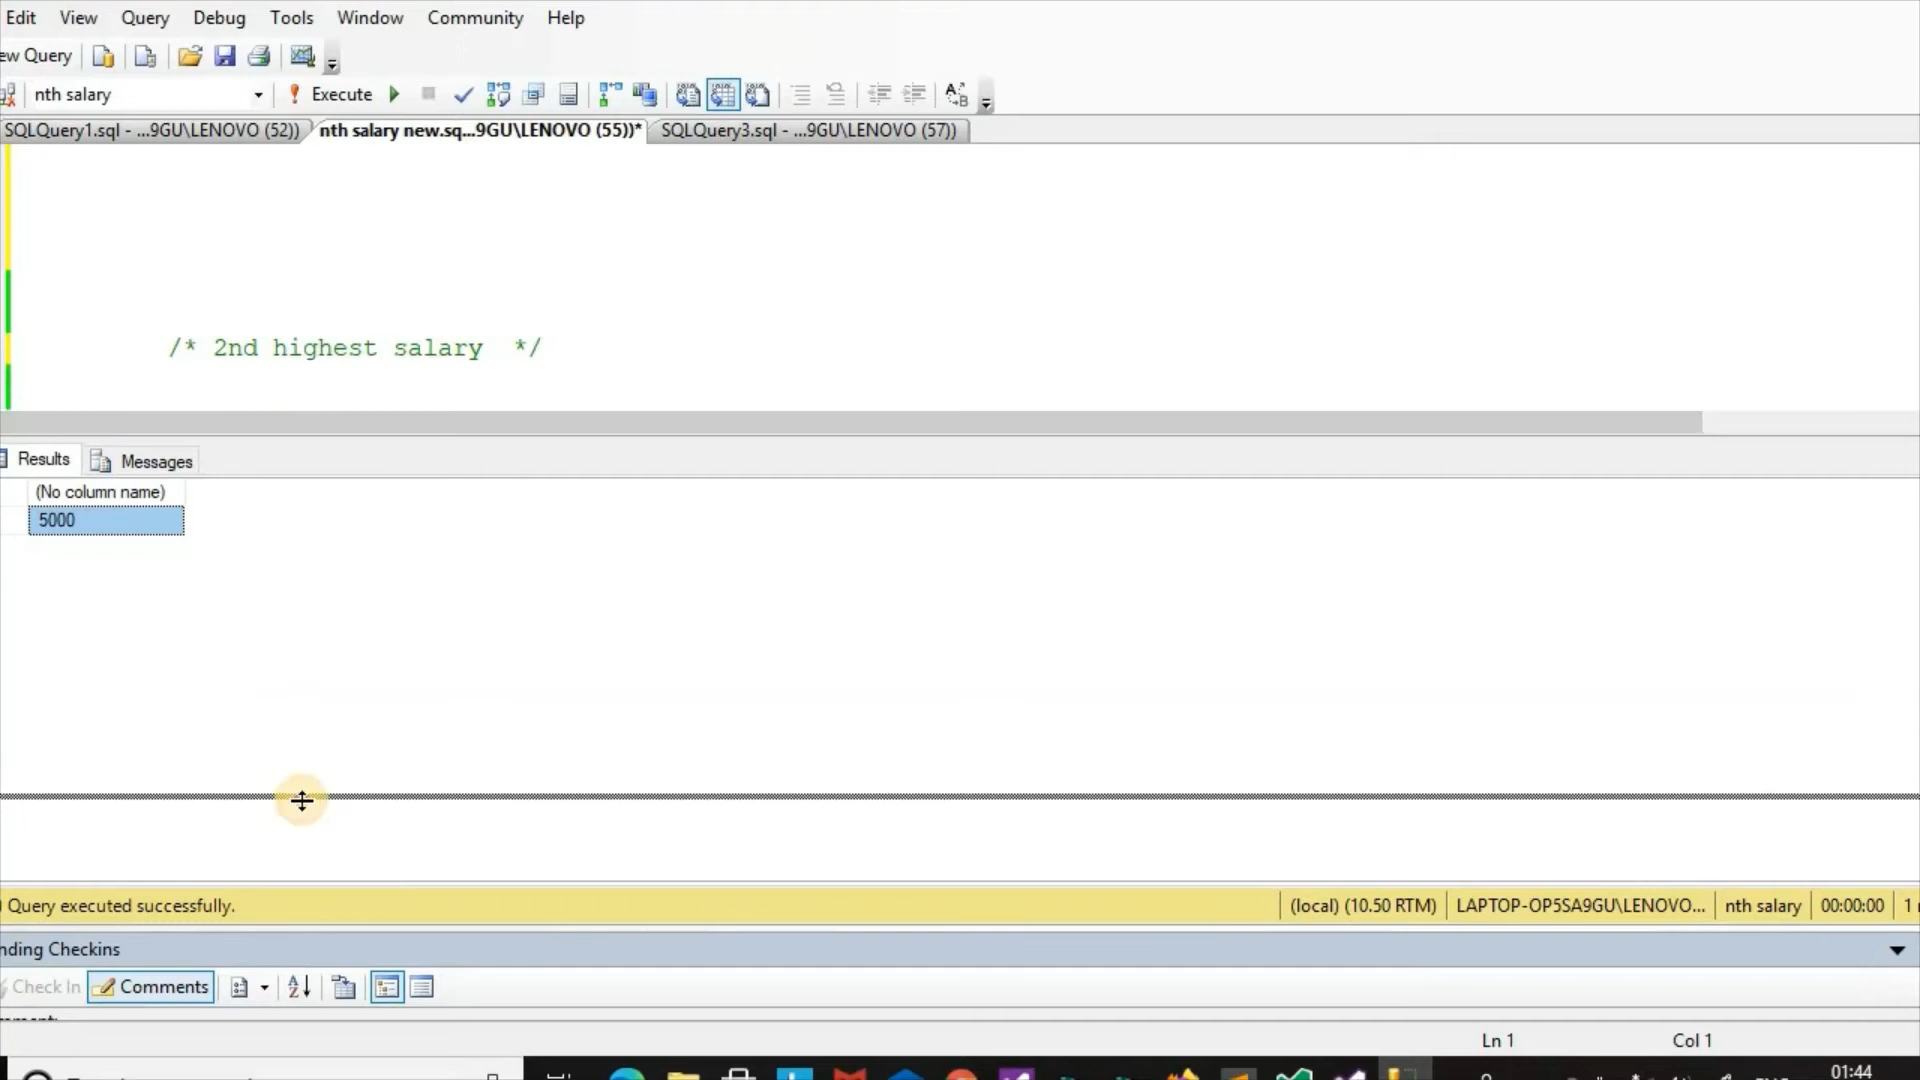 Edit View Query Debug Tools Window Community Help
ew Query
nth salary Execute
SQLQuery1.sql - ...9GU\LENOVO (52)) nth salary new.sq...9GU\LENOVO (55))* SQLQuery3.sql - ...9GU\LENOVO (57))
/* 2nd highest salary */
Results Messages
(No column name)
5000
Query executed successfully. (local) (10.50 RTM) LAPTOP-OP5SA9GU\LENOVO... nth salary 00:00:00 1
nding Checkins
Check In Comments
Ln 1 Col 1
01:44